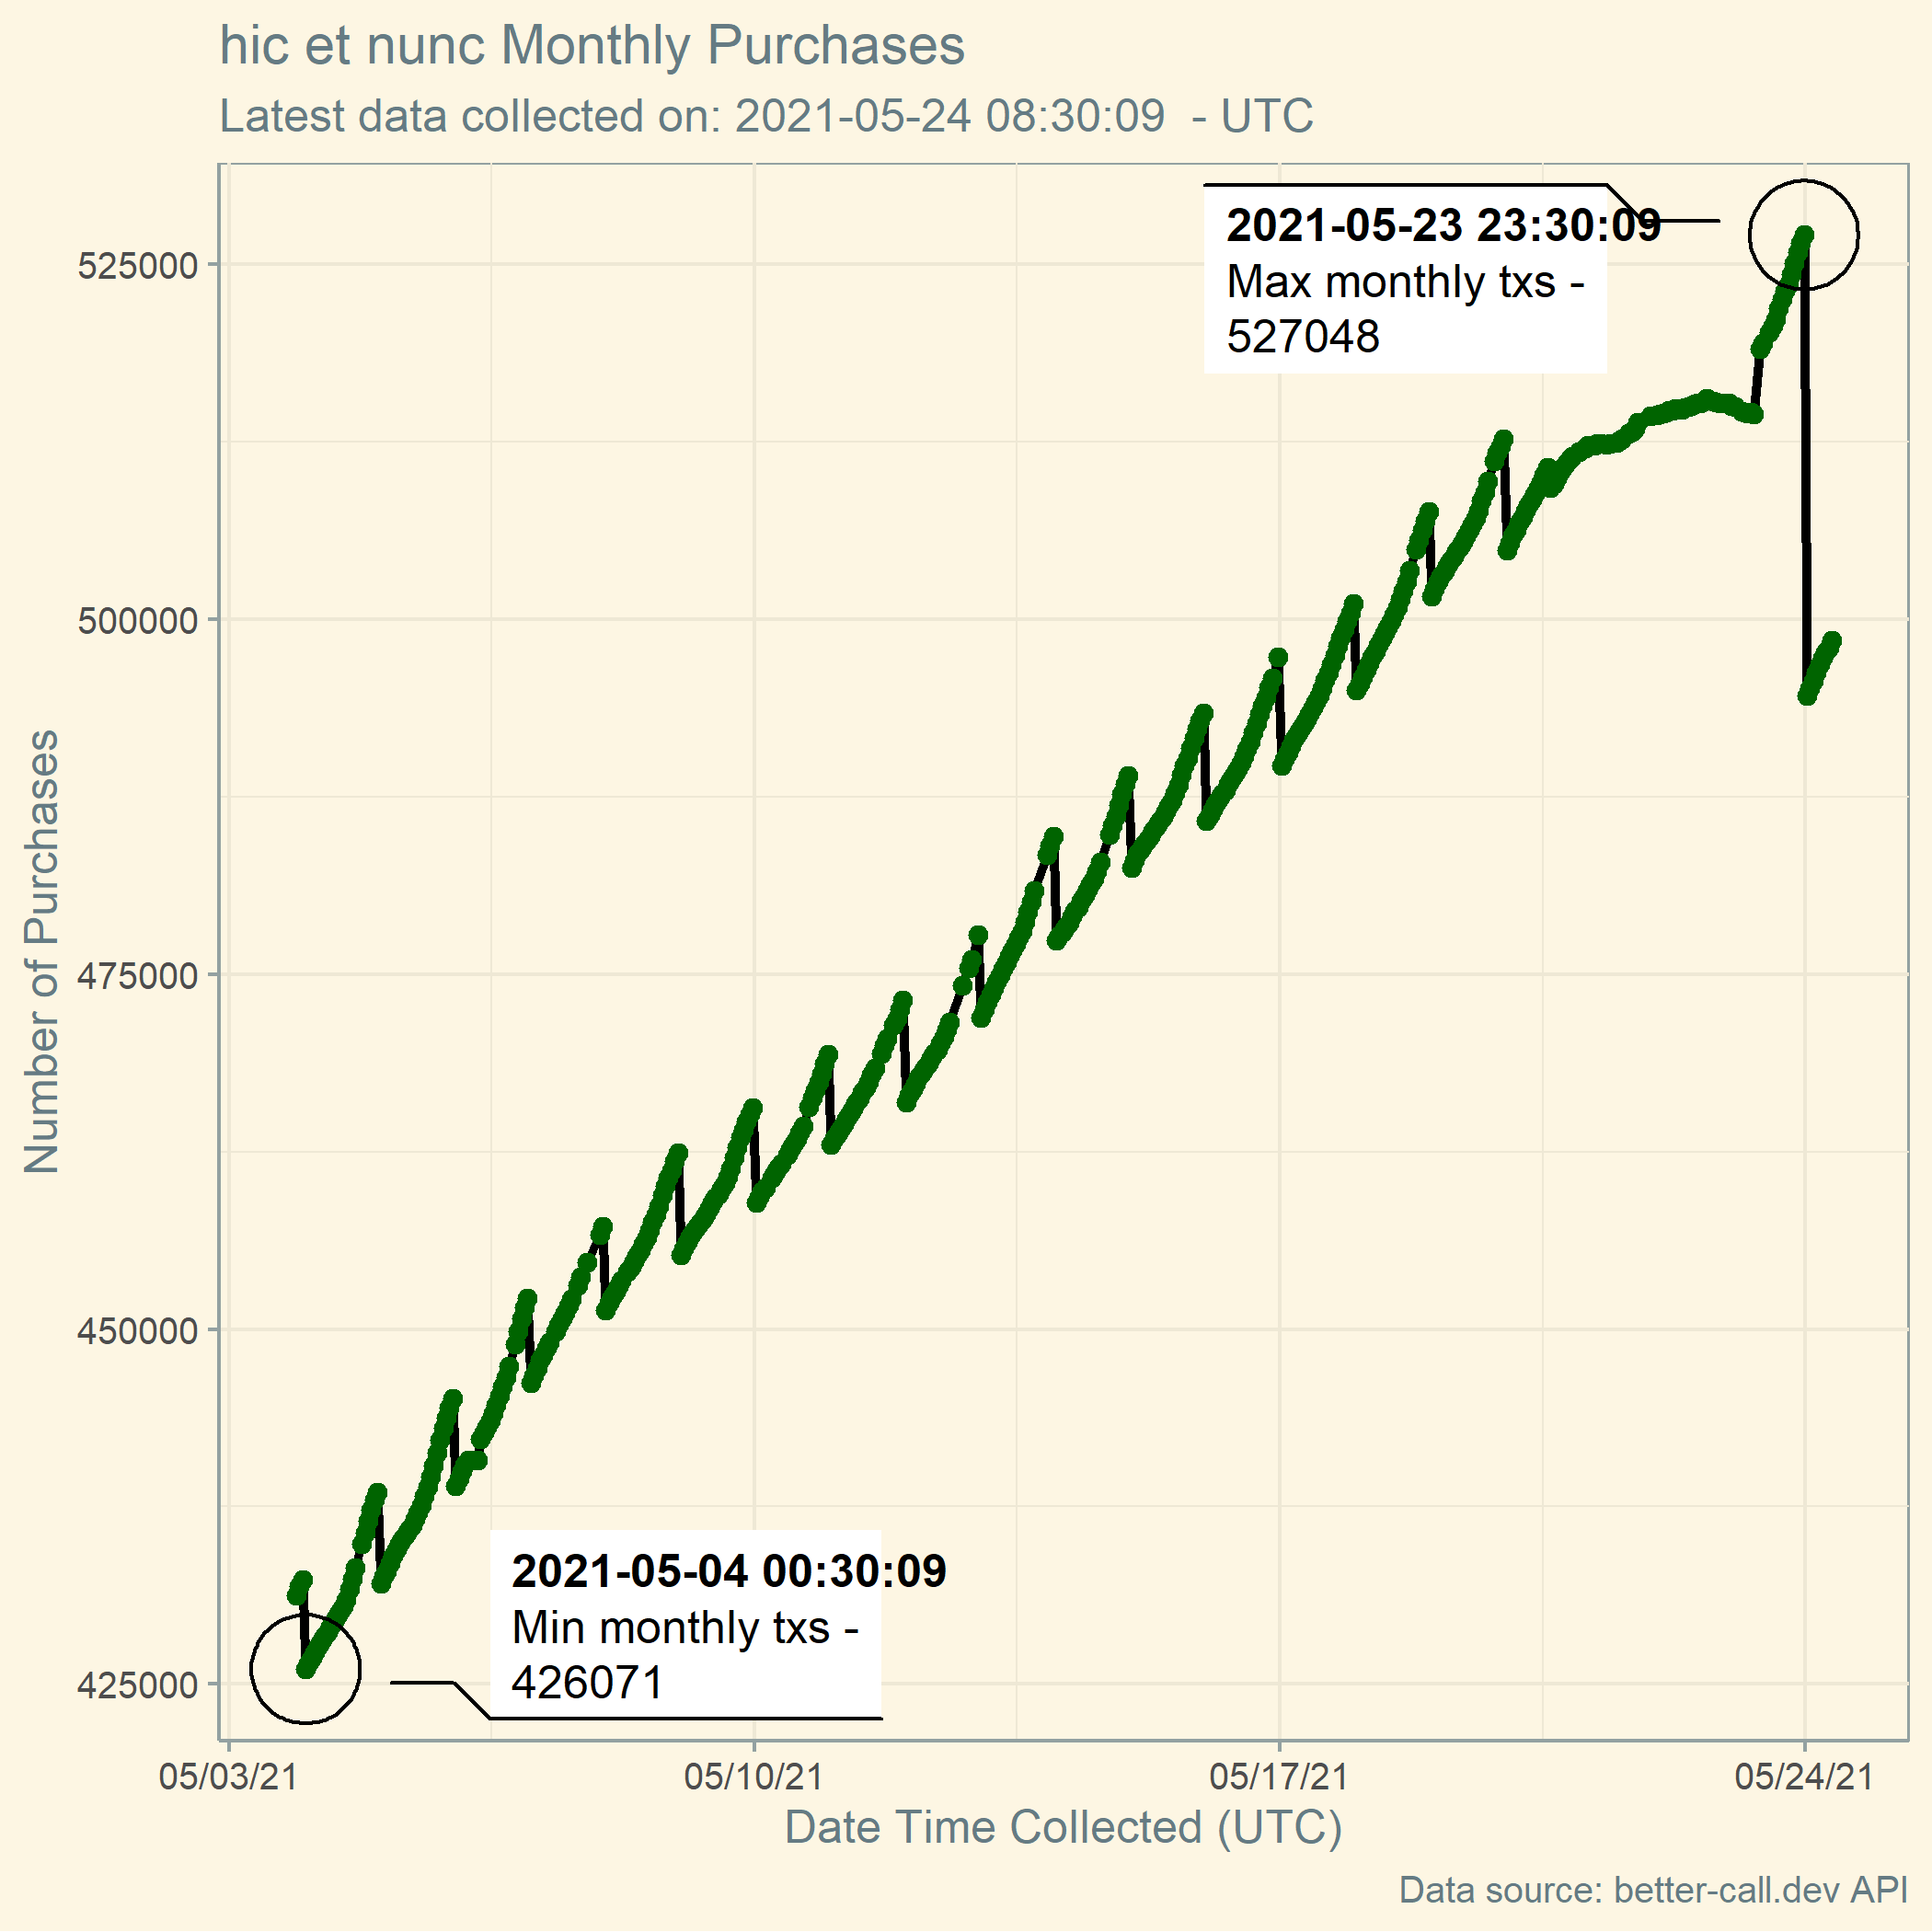 hic et nunc Monthly Purchases
Latest data collected on: 2021-05-24 08:30:09  - UTC
2021-05-23 23:30:09
Max monthly txs -
527048
525000
500000
475000
450000
425000
Number of Purchases
2021-05-04 00:30:09
Min monthly txs -
426071
05/03/21
05/10/21
05/17/21
05/24/21
Date Time Collected (UTC)
Data source: better-call.dev API